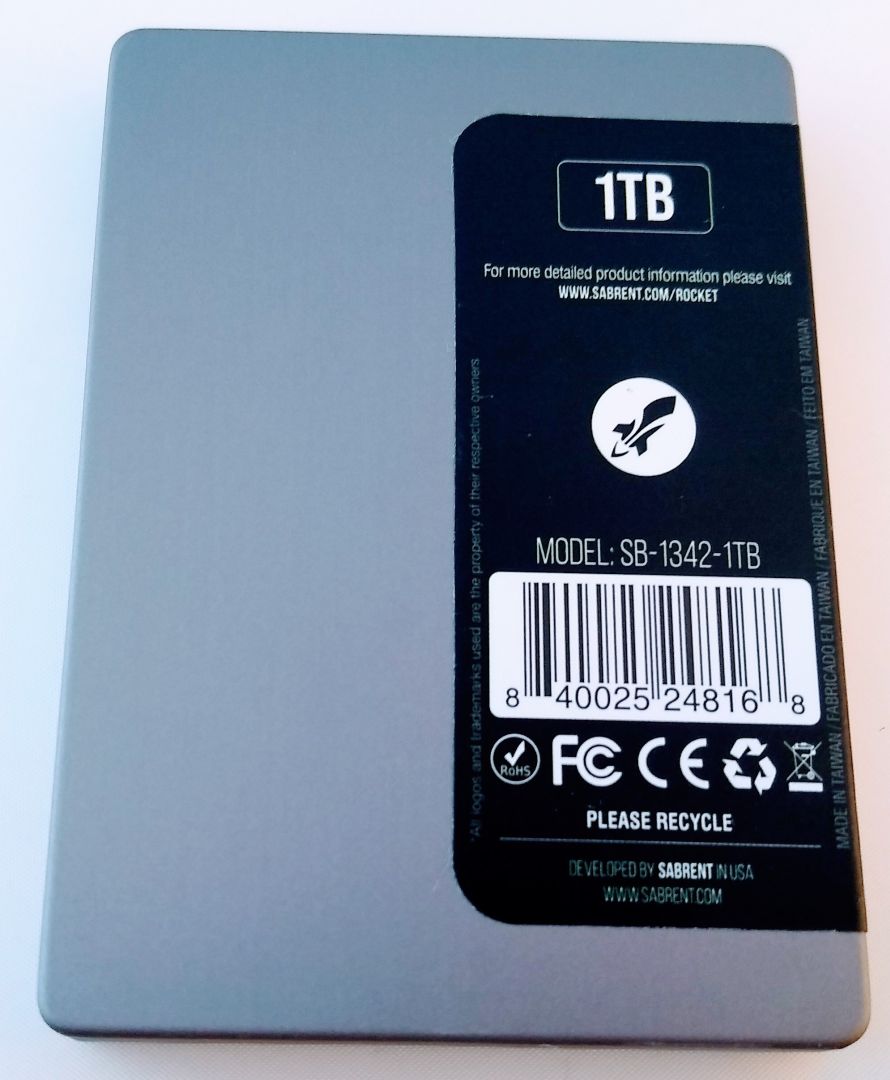 1TB
For more detailed product information please visit
WWW.SABRENT.COM/ROCKET
*All logos and trademarks used are the property of their respective owners
MODEL: SB-1342-1TB
8 40025 24816 8
RoHS
FC CE
PLEASE RECYCLE
DEVELOPED BY SABRENT IN USA
WWW.SABRENT.COM
MADE IN TAIWAN / FABRICADO EN TAIWAN / FABRIQUE EN TAIWAN / FEITO EM TAIWAN